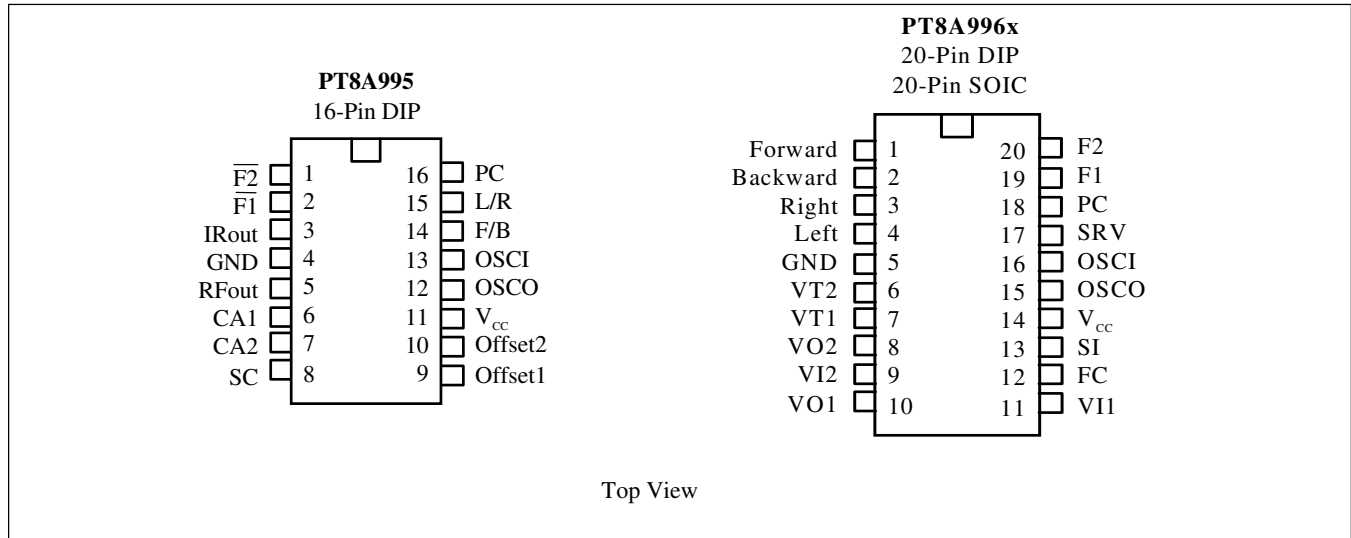 PT8A995
16-Pin DIP
F2 1 16 PC
F1 2 15 L/R
IRout 3 14 F/B
GND 4 13 OSCI
RFout 5 12 OSCO
CA1 6 11 VCC
CA2 7 10 Offset2
SC 8 9 Offset1
PT8A996x
20-Pin DIP
20-Pin SOIC
Forward 1 20 F2
Backward 2 19 F1
Right 3 18 PC
Left 4 17 SRV
GND 5 16 OSCI
VT2 6 15 OSCO
VT1 7 14 VCC
VO2 8 13 SI
VI2 9 12 FC
VO1 10 11 VI1
Top View